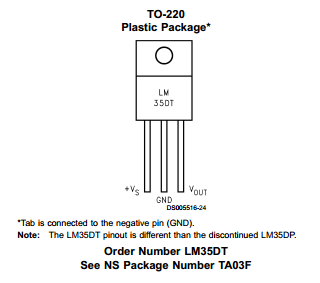 TO-220
Plastic Package*
LM
35DT
+VS
GND
VOUT
DS005516-24
*Tab is connected to the negative pin (GND).
Note: The LM35DT pinout is different than the discontinued LM35DP.
Order Number LM35DT
See NS Package Number TA03F